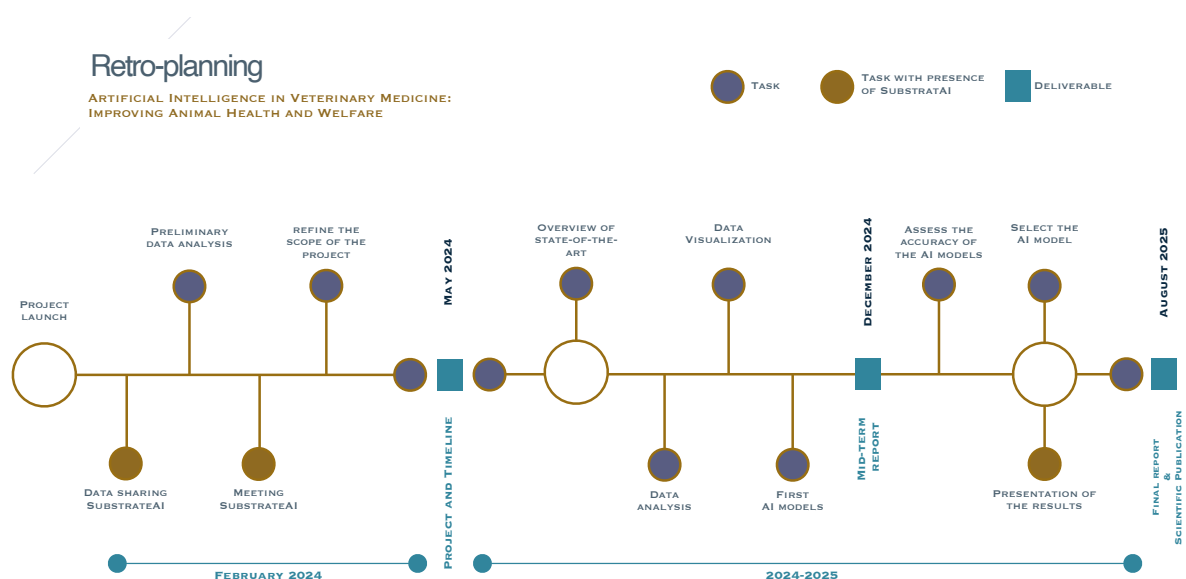 Retro-planning
Artificial Intelligence in Veterinary Medicine:
Improving Animal Health and Welfare
Task
Task with presence
of SubstratAI
Deliverable
Project
launch
Preliminary
data analysis
refine the
scope of the
project
May 2024
Overview of
state-of-the-
art
Data
Visualization
December 2024
Assess the
accuracy of
the AI models
Select the
AI model
August 2025
Data sharing
SubstrateAI
Meeting
SubstrateAI
Project and Timeline
Data
analysis
First
AI models
Mid-term
report
Presentation of
the results
Final report
&
Scientific Publication
February 2024
2024-2025